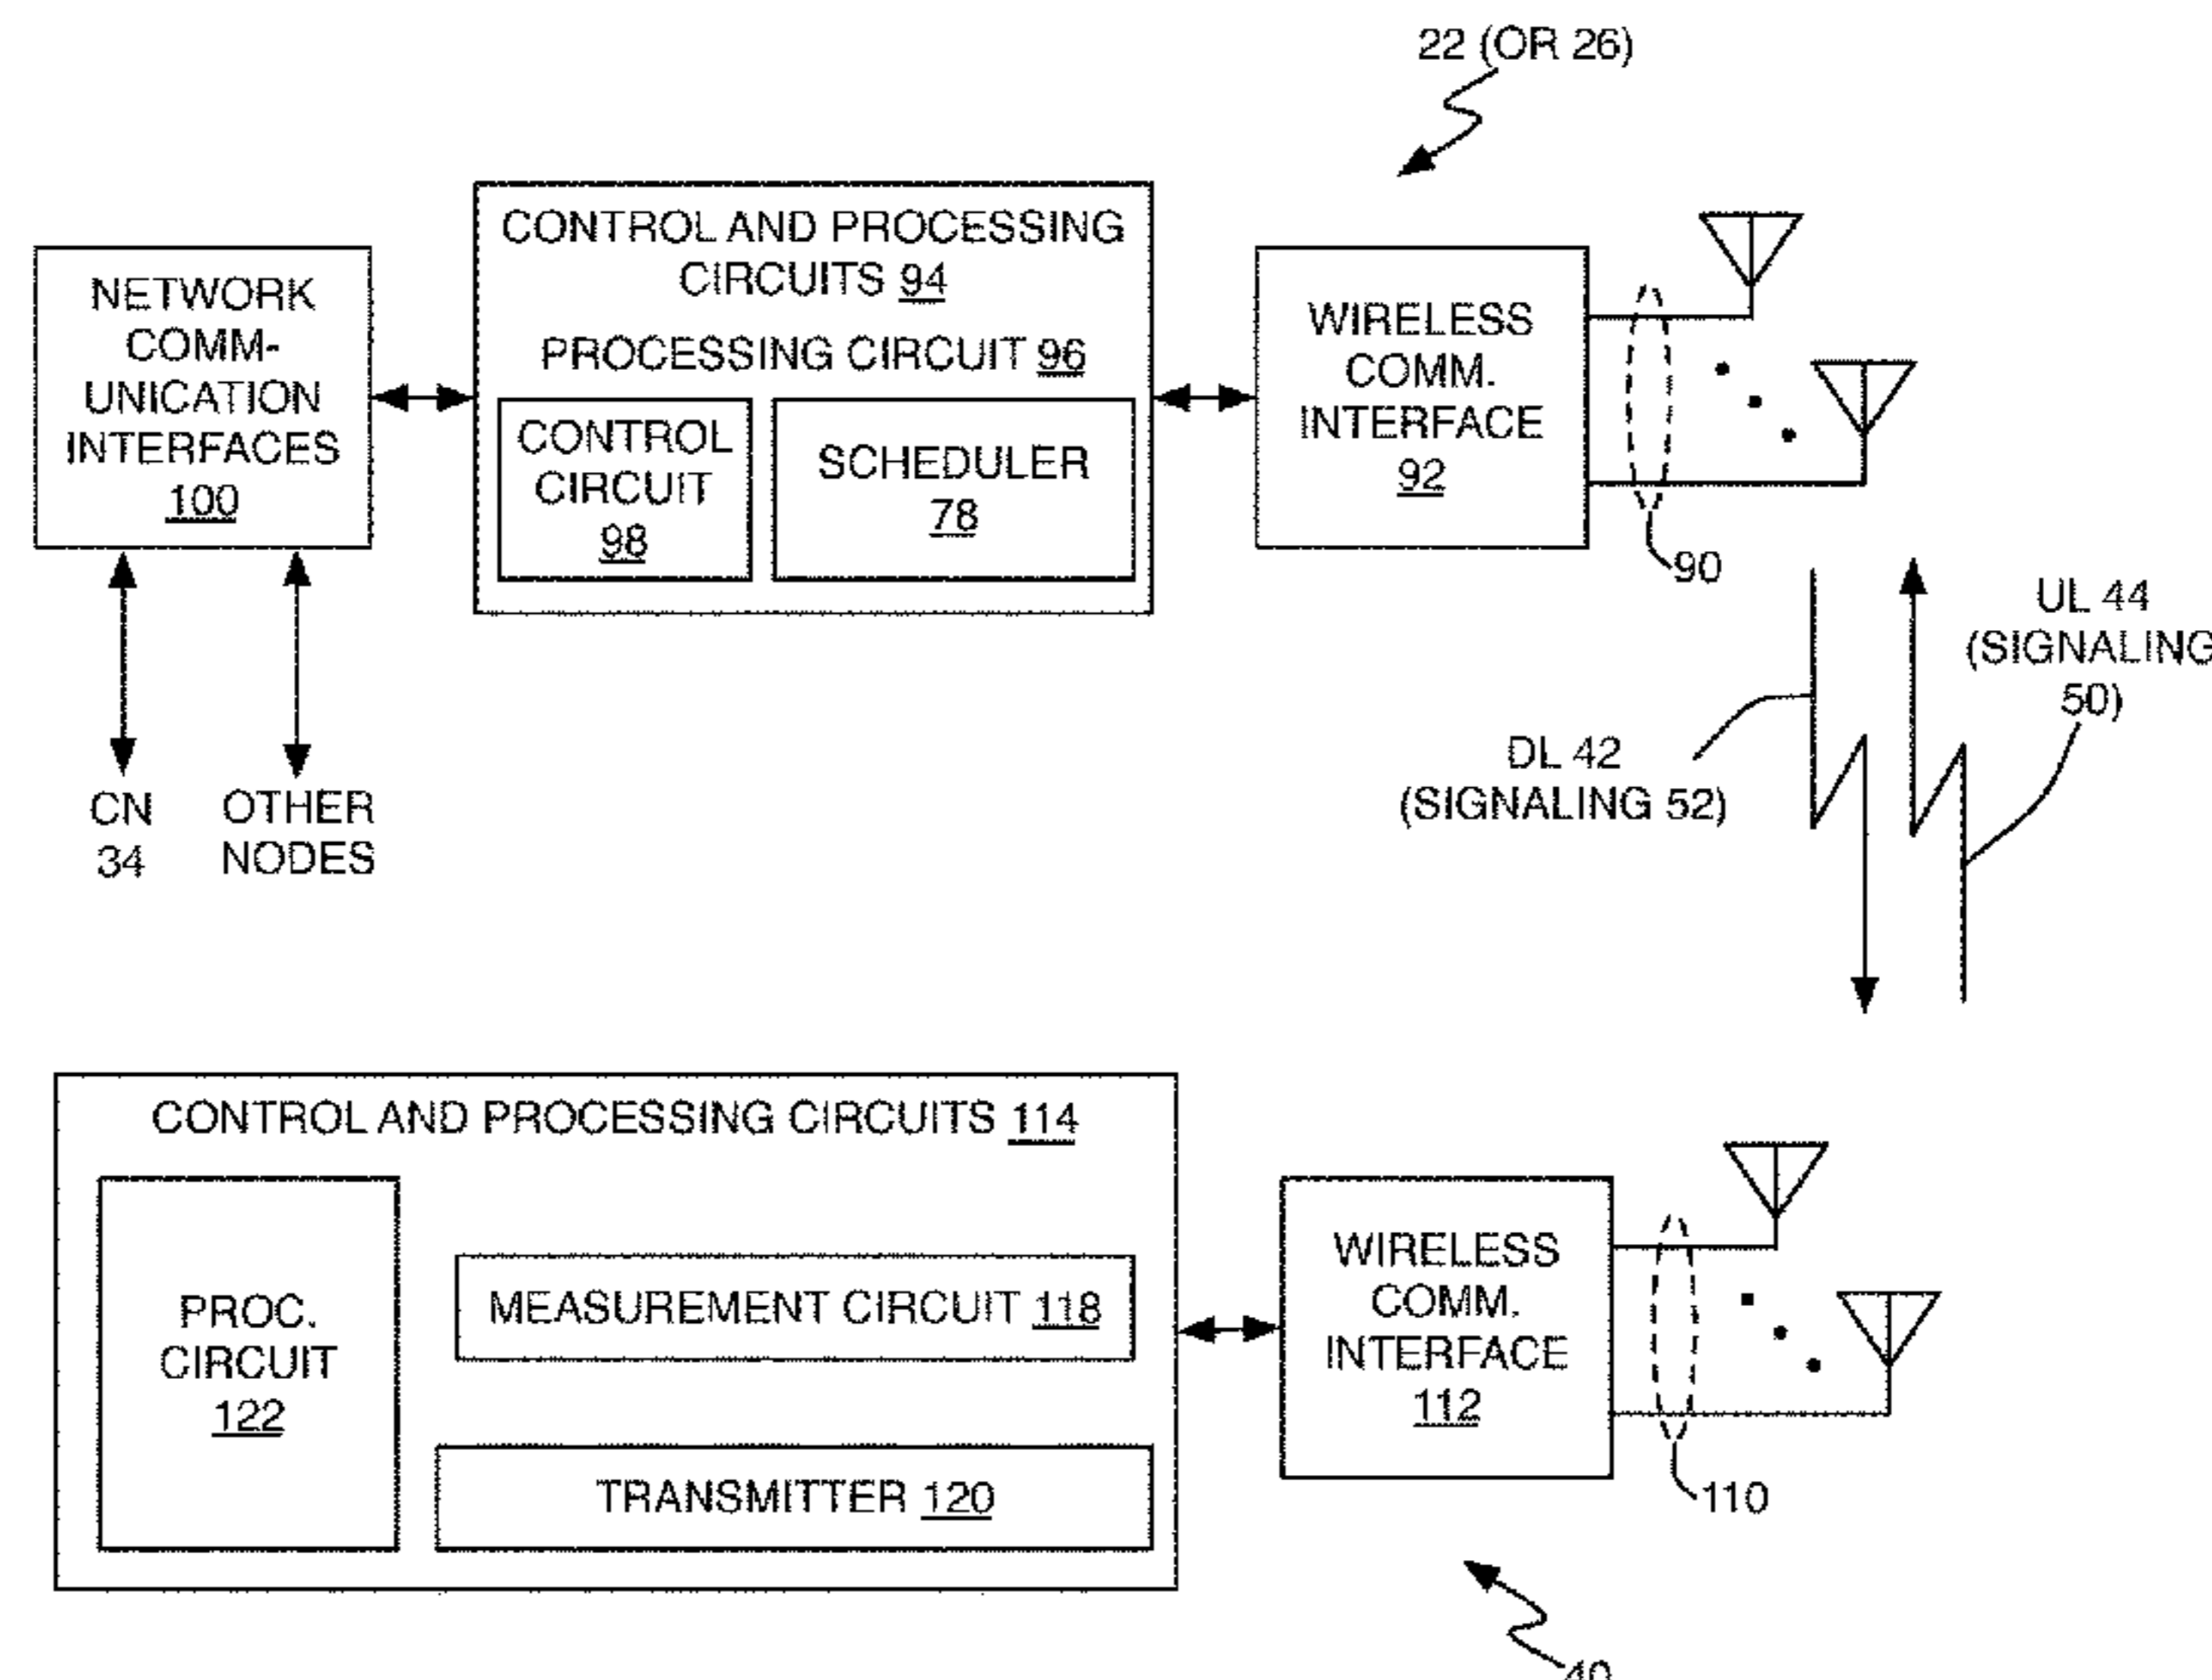 22 (OR 26)
CONTROL AND PROCESSING
CIRCUITS 94
PROCESSING CIRCUIT 96
NETWORK
COMM-
UNICATION
INTERFACES
100
CONTROL
CIRCUIT
98
SCHEDULER
78
WIRELESS
COMM.
INTERFACE
92
90
UL 44
(SIGNALING
50)
DL 42
(SIGNALING 52)
CN
34
OTHER
NODES
CONTROL AND PROCESSING CIRCUITS 114
PROC.
CIRCUIT
122
MEASUREMENT CIRCUIT 118
TRANSMITTER 120
WIRELESS
COMM.
INTERFACE
112
110
40